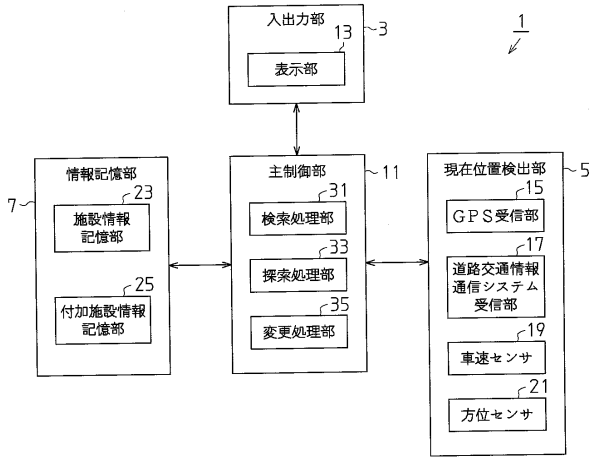 入出力部
3
13
表示部
1
情報記憶部
7
23
施設情報
記憶部
25
付加施設情報
記憶部
主制御部
11
31
検索処理部
33
探索処理部
35
変更処理部
現在位置検出部
5
15
GPS受信部
17
道路交通情報
通信システム
受信部
19
車速センサ
21
方位センサ